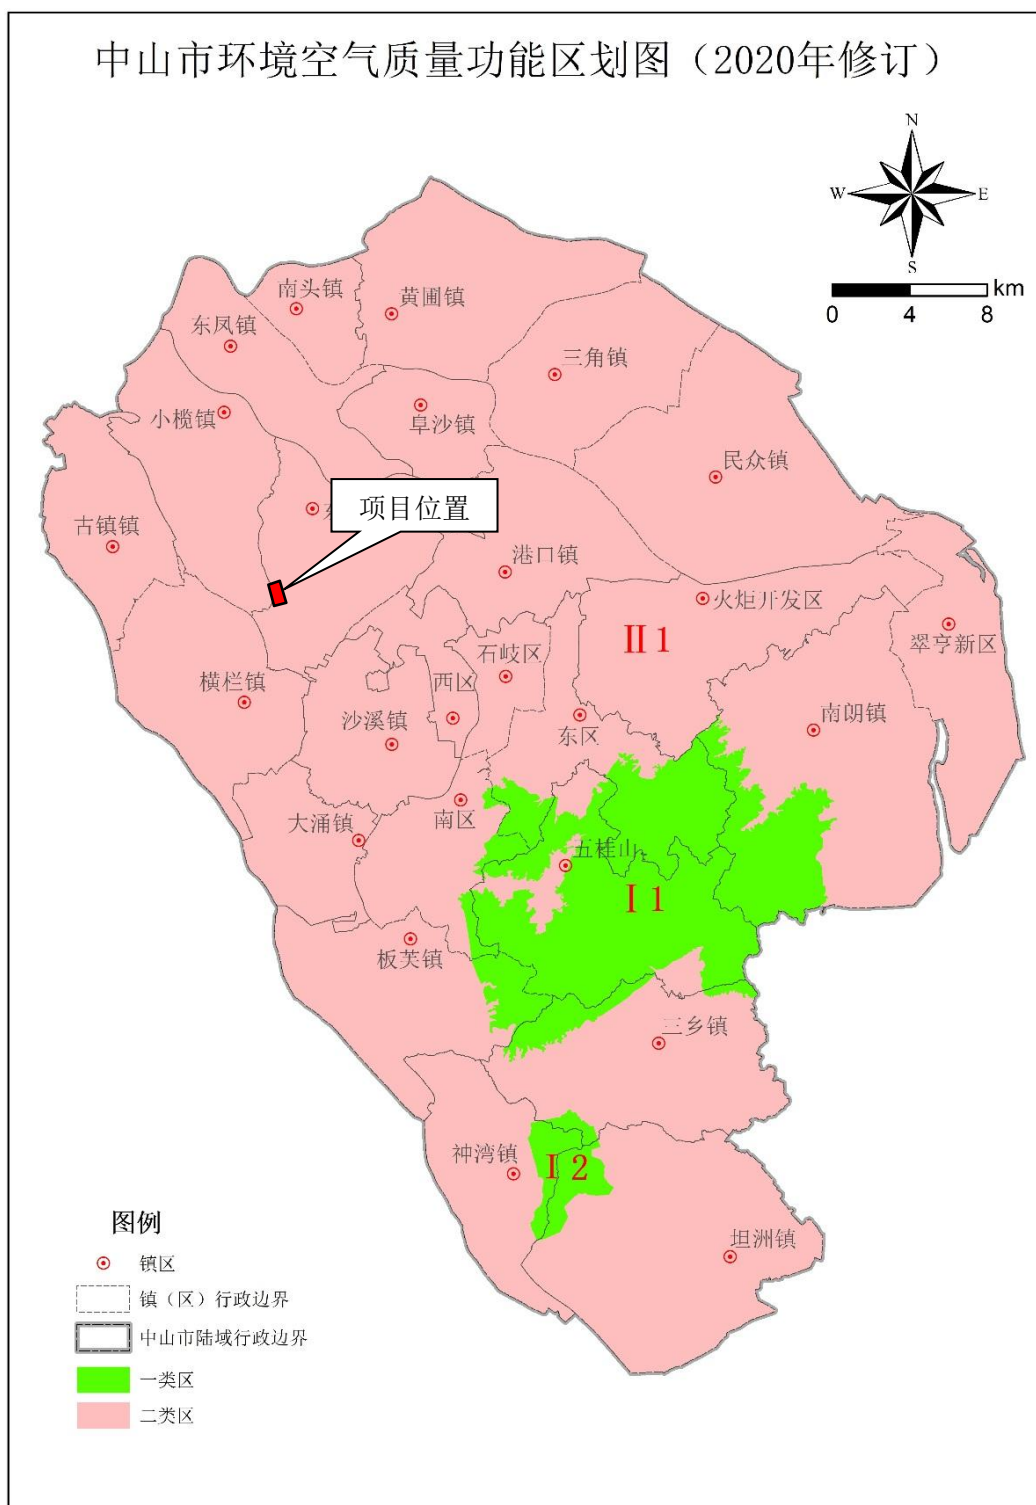 中山市环境空气质量功能区划图（2020年修订）
N
W
E
S
km
0 4 8
南头镇
黄圃镇
东凤镇
三角镇
小榄镇
阜沙镇
民众镇
项目位置
古镇镇
港口镇
火炬开发区
翠亨新区
II1
石岐区
横栏镇
西区
沙溪镇
东区
南朗镇
大涌镇
南区
五桂山
I1
板芙镇
三乡镇
神湾镇
I2
坦洲镇
图例
镇区
镇（区）行政边界
中山市陆域行政边界
一类区
二类区